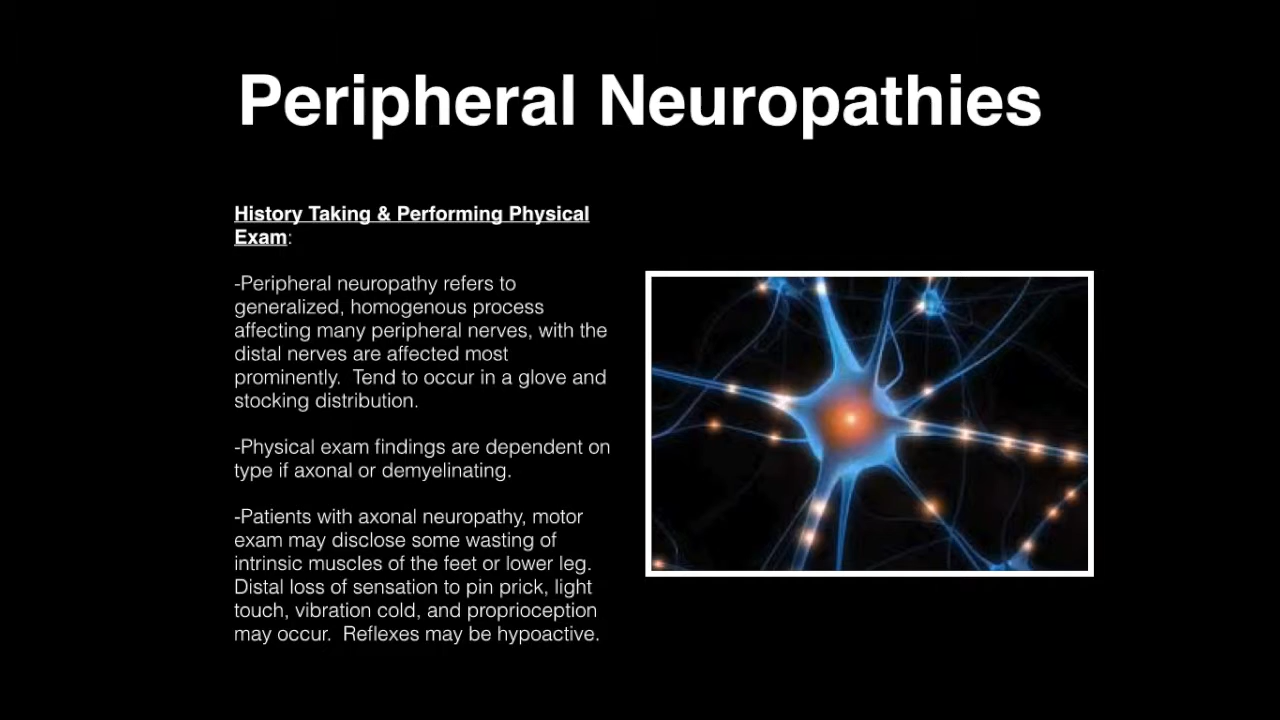 Peripheral Neuropathies
History Taking & Performing Physical
Exam:
-Peripheral neuropathy refers to
generalized, homogenous process
affecting many peripheral nerves, with the
distal nerves are affected most
prominently.  Tend to occur in a glove and
stocking distribution.
-Physical exam findings are dependent on
type if axonal or demyelinating.
-Patients with axonal neuropathy, motor
exam may disclose some wasting of
intrinsic muscles of the feet or lower leg.
Distal loss of sensation to pin prick, light
touch, vibration cold, and proprioception
may occur.  Reflexes may be hypoactive.